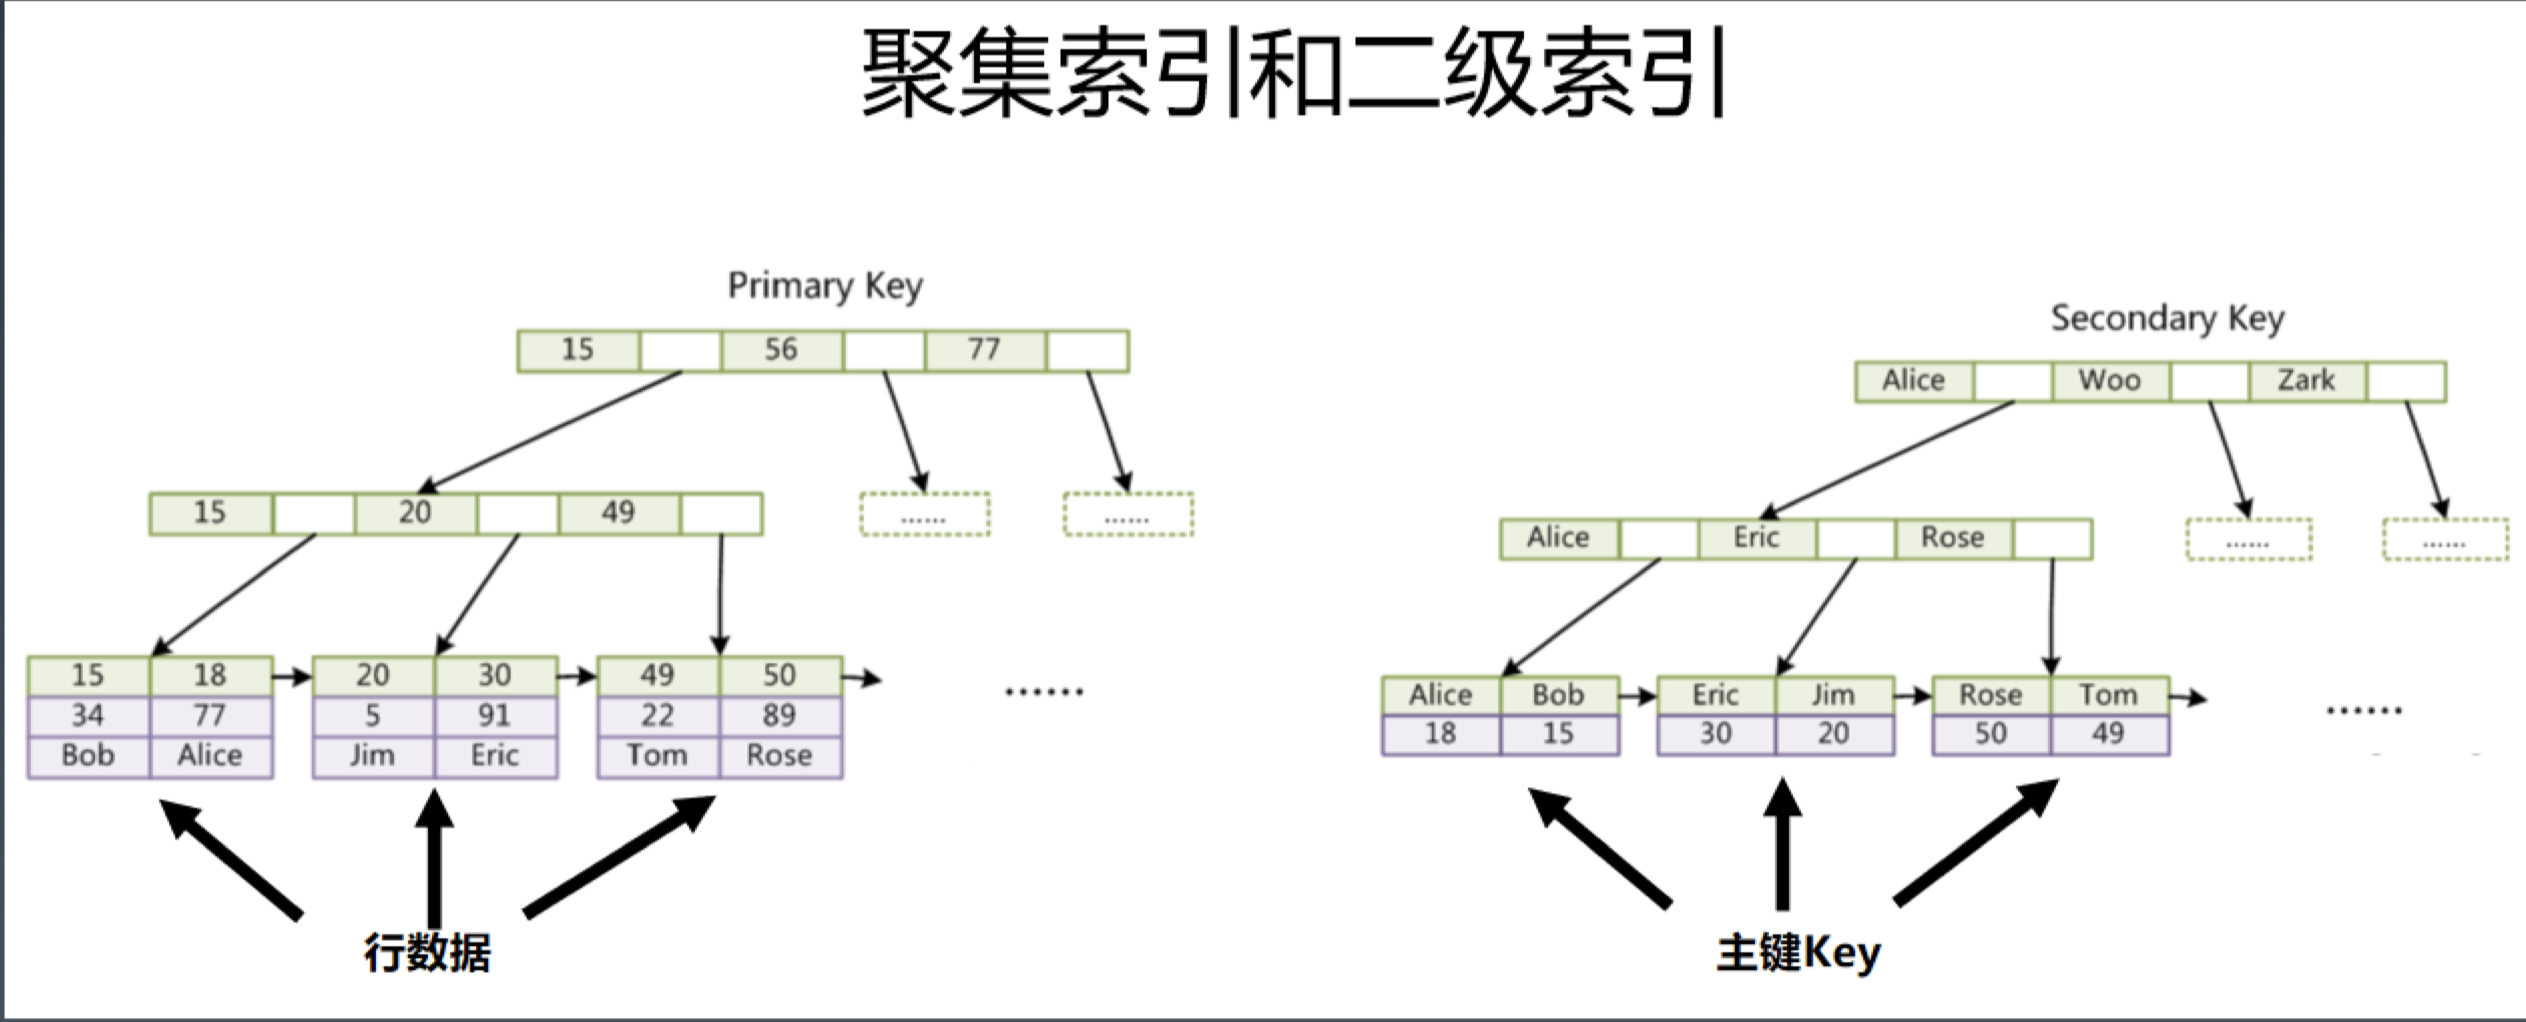 聚集索引和二级索引
Primary Key
15 56 77
15 20 49
...... ......
15 18 20 30 49 50
34 77 5 91 22 89
Bob Alice Jim Eric Tom Rose
......
行数据
Secondary Key
Alice Woo Zark
Alice Eric Rose
...... ......
Alice Bob Eric Jim Rose Tom
18 15 30 20 50 49
......
主键Key